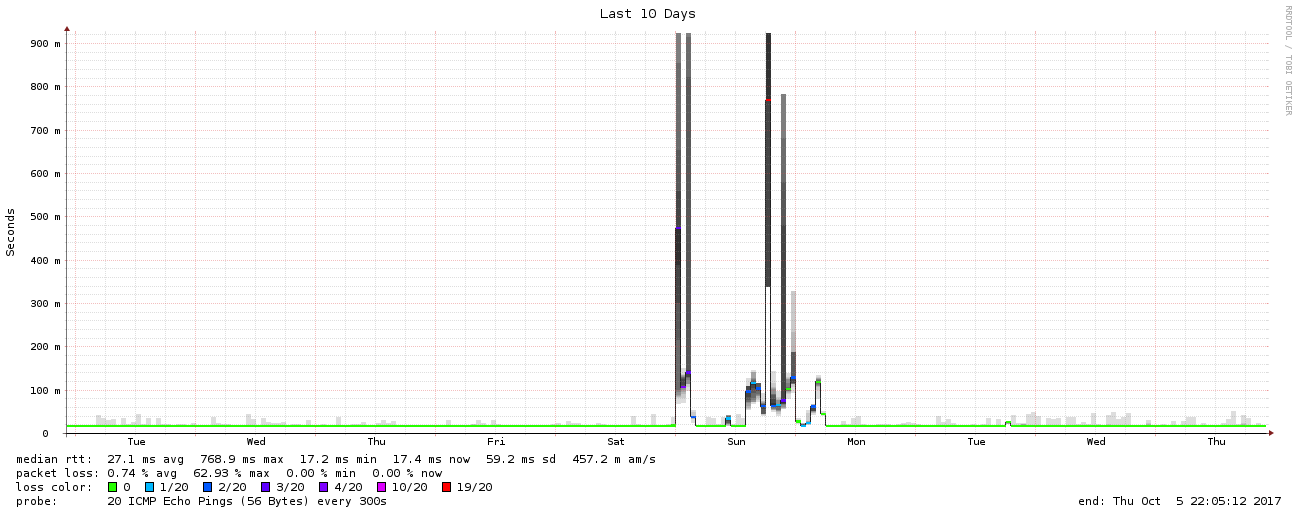 Last 10 Days
RRDTOOL / TOBI OETIKER
Seconds
900 m
800 m
700 m
600 m
500 m
400 m
300 m
200 m
100 m
0
Tue Wed Thu Fri Sat Sun Mon Tue Wed Thu
median rtt: 27.1 ms avg 768.9 ms max 17.2 ms min 17.4 ms now 59.2 ms sd 457.2 m am/s
packet loss: 0.74 % avg 62.93 % max 0.00 % min 0.00 % now
loss color: 0 1/20 2/20 3/20 4/20 10/20 19/20
probe: 20 ICMP Echo Pings (56 Bytes) every 300s end: Thu Oct 5 22:05:12 2017